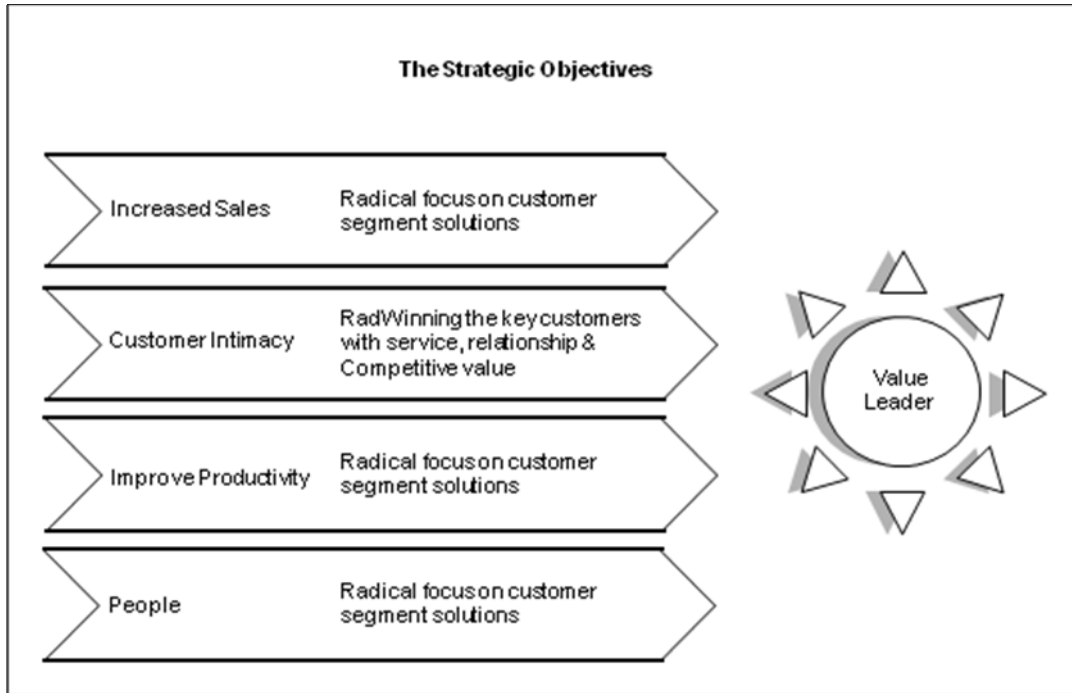 The Strategic Objectives
Increased Sales
Radical focus on customer
segment solutions
Customer Intimacy
RadWinning the key customers
with service, relationship &
Competitive value
Improve Productivity
Radical focus on customer
segment solutions
People
Radical focus on customer
segment solutions
Value
Leader